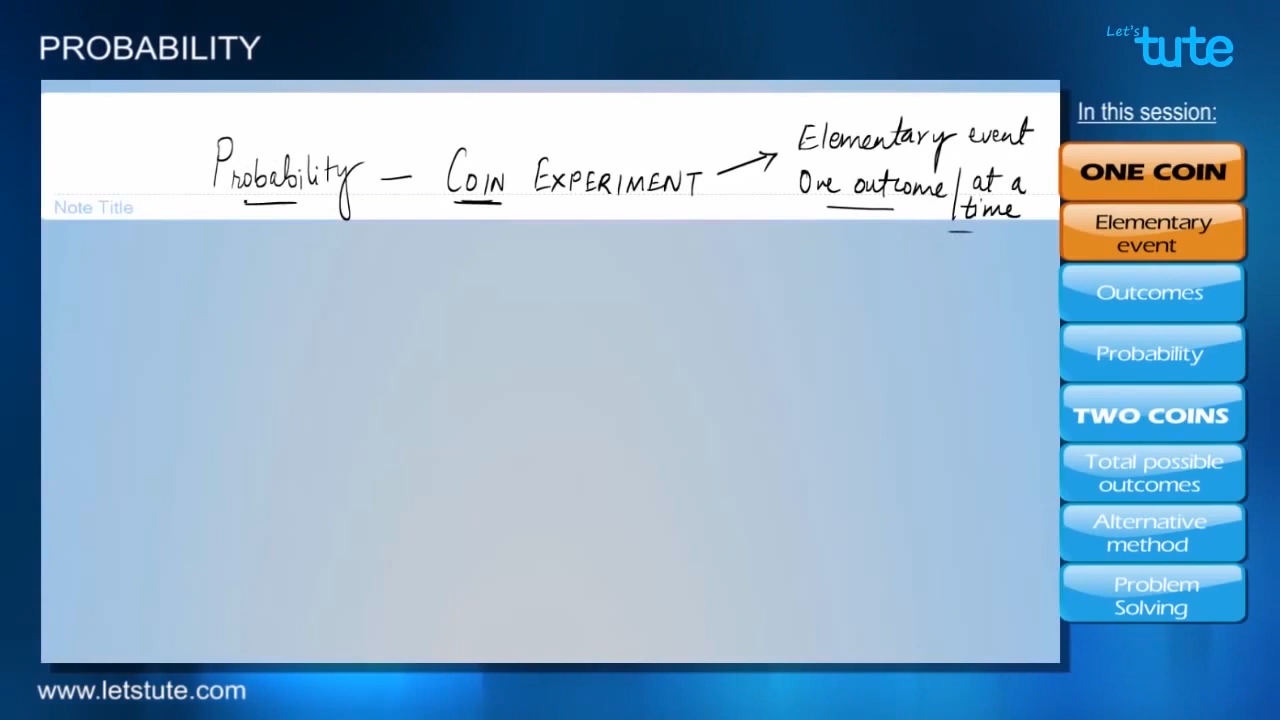 PROBABILITY
Let's
tute
In this session:
Probability — COIN EXPERIMENT → Elementary event
One outcome / at a
time
Note Title
ONE COIN
Elementary
event
Outcomes
Probability
TWO COINS
Total possible
outcomes
Alternative
method
Problem
Solving
www.letstute.com